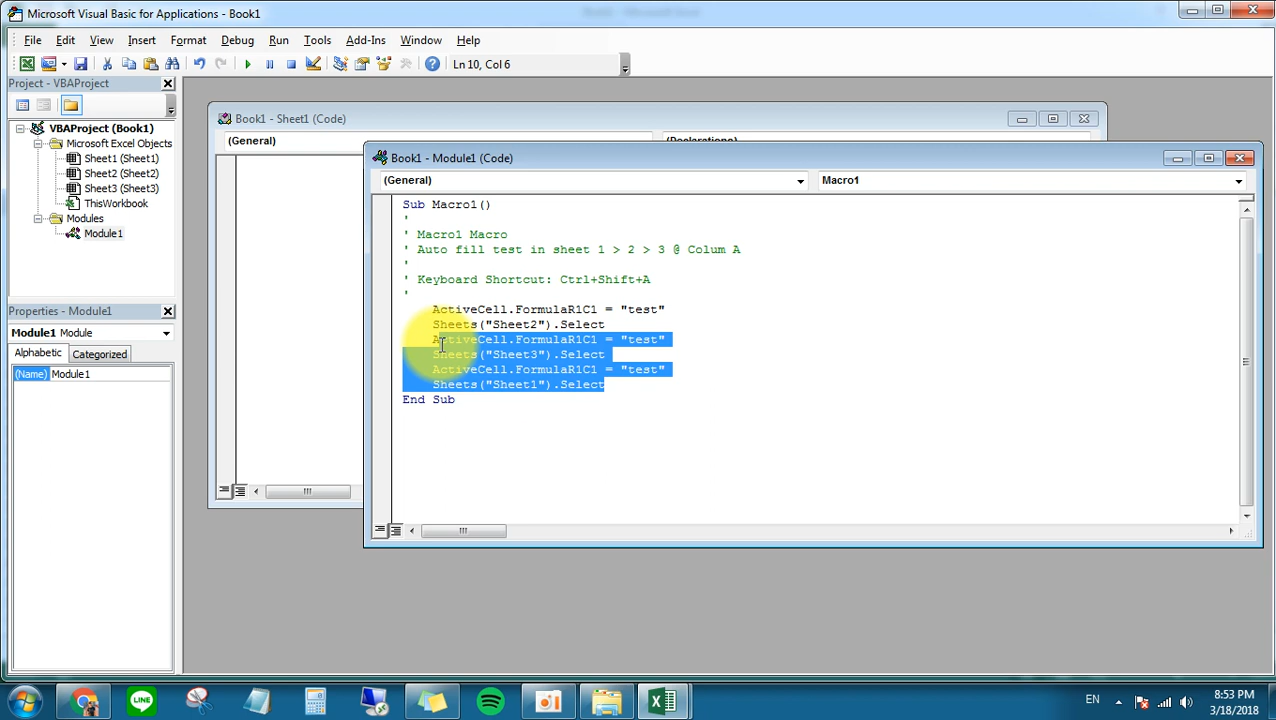 Microsoft Visual Basic for Applications - Book1
File Edit View Insert Format Debug Run Tools Add-Ins Window Help
Ln 10, Col 6
Project - VBAProject
VBAProject (Book1)
Microsoft Excel Objects
Sheet1 (Sheet1)
Sheet2 (Sheet2)
Sheet3 (Sheet3)
ThisWorkbook
Modules
Module1
Properties - Module1
Module1 Module
Alphabetic Categorized
(Name) Module1
Book1 - Sheet1 (Code)
(General) (Declarations)
Book1 - Module1 (Code)
(General) Macro1
Sub Macro1()
'
' Macro1 Macro
' Auto fill test in sheet 1 > 2 > 3 @ Colum A
'
' Keyboard Shortcut: Ctrl+Shift+A
'
ActiveCell.FormulaR1C1 = "test"
Sheets("Sheet2").Select
ActiveCell.FormulaR1C1 = "test"
Sheets("Sheet3").Select
ActiveCell.FormulaR1C1 = "test"
Sheets("Sheet1").Select
End Sub
LINE
EN
8:53 PM
3/18/2018